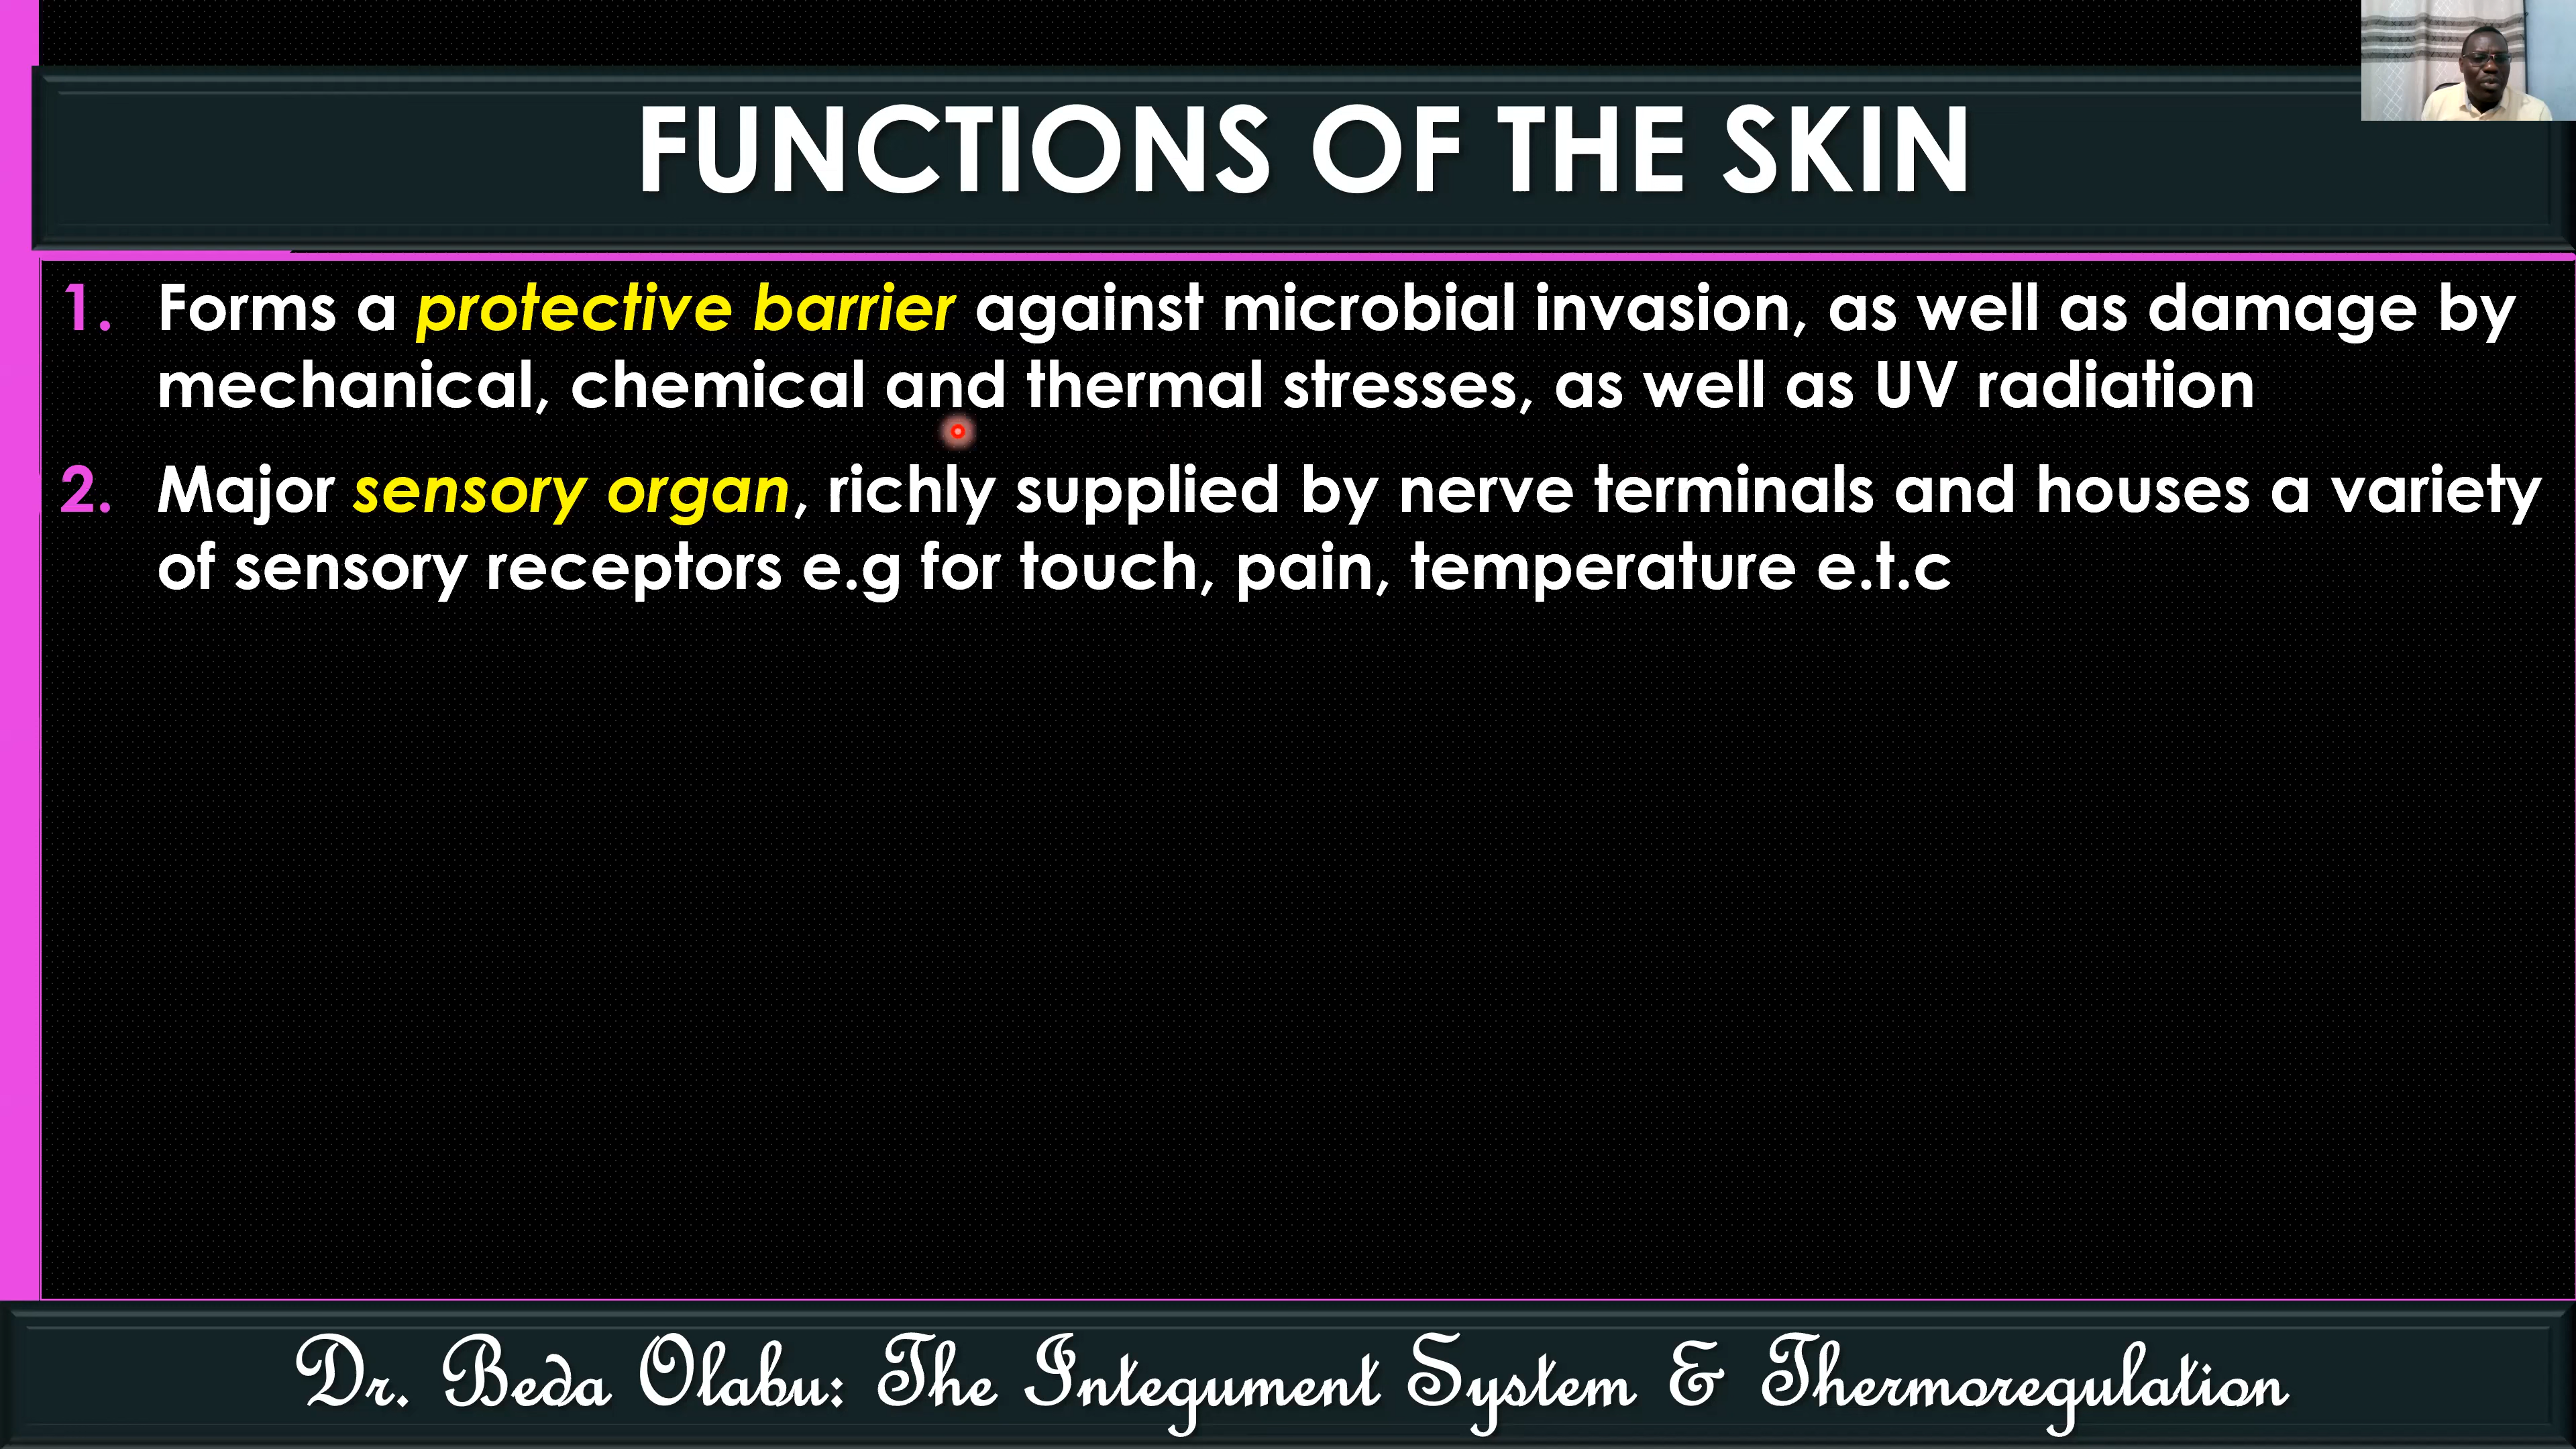 FUNCTIONS OF THE SKIN
1. Forms a protective barrier against microbial invasion, as well as damage by
mechanical, chemical and thermal stresses, as well as UV radiation
2. Major sensory organ, richly supplied by nerve terminals and houses a variety
of sensory receptors e.g for touch, pain, temperature e.t.c
Dr. Beda Olabu: The Integument System & Thermoregulation